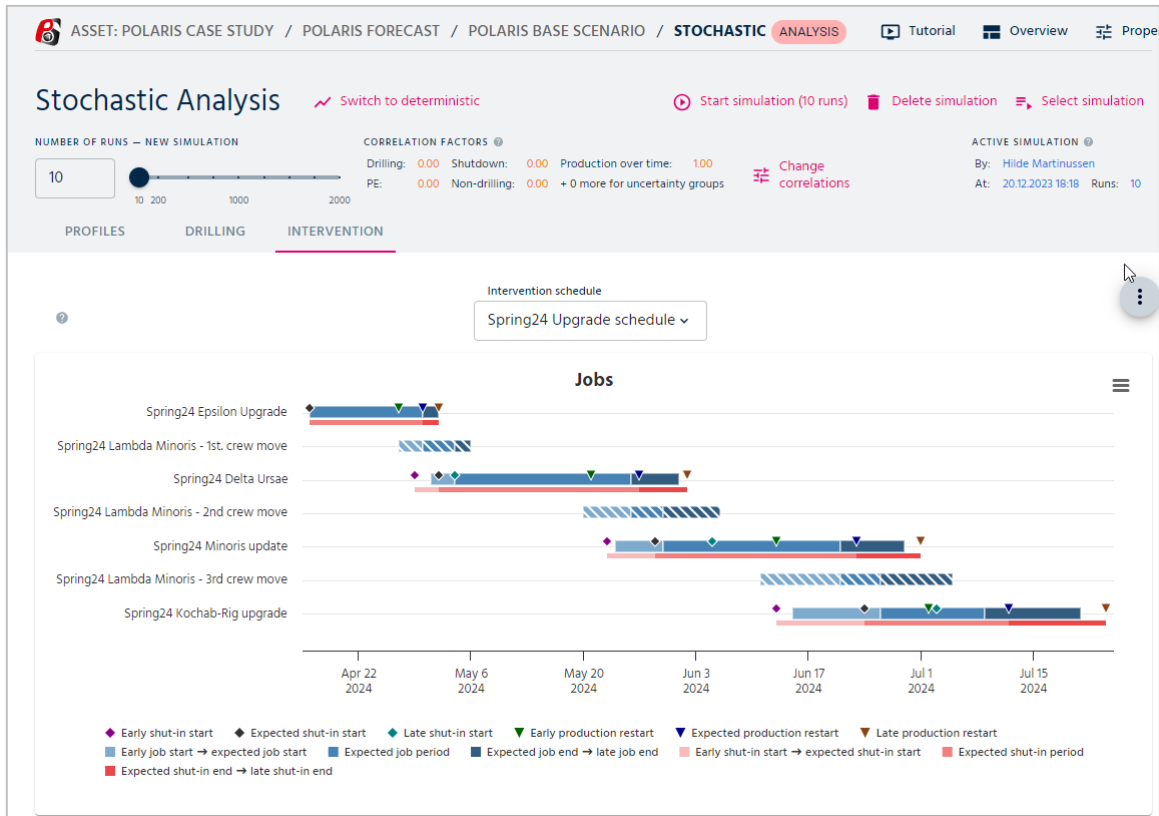 ASSET: POLARIS CASE STUDY / POLARIS FORECAST / POLARIS BASE SCENARIO / STOCHASTIC ANALYSIS Tutorial Overview Prope
Stochastic Analysis Switch to deterministic Start simulation (10 runs) Delete simulation Select simulation
NUMBER OF RUNS — NEW SIMULATION CORRELATION FACTORS ACTIVE SIMULATION
Drilling: 0.00 Shutdown: 0.00 Production over time: 1.00 Change By: Hilde Martinussen
10 PE: 0.00 Non-drilling: 0.00 + 0 more for uncertainty groups correlations At: 20.12.2023 18:18 Runs: 10
10 200 1000 2000
PROFILES DRILLING INTERVENTION
Intervention schedule
Spring24 Upgrade schedule
Jobs
Spring24 Epsilon Upgrade
Spring24 Lambda Minoris - 1st. crew move
Spring24 Delta Ursae
Spring24 Lambda Minoris - 2nd crew move
Spring24 Minoris update
Spring24 Lambda Minoris - 3rd crew move
Spring24 Kochab-Rig upgrade
Apr 22 May 6 May 20 Jun 3 Jun 17 Jul 1 Jul 15
2024 2024 2024 2024 2024 2024 2024
Early shut-in start Expected shut-in start Late shut-in start Early production restart Expected production restart Late production restart
Early job start → expected job start Expected job period Expected job end → late job end Early shut-in start → expected shut-in start Expected shut-in period
Expected shut-in end → late shut-in end